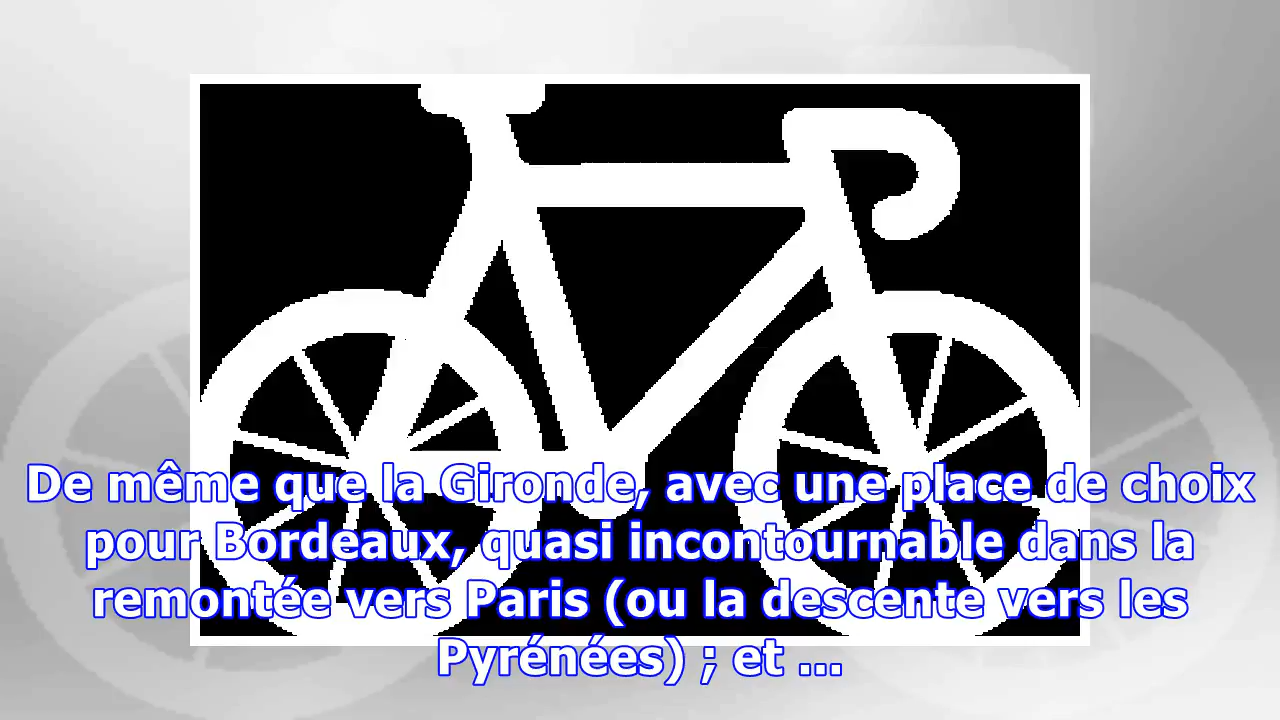 De même que la Gironde, avec une place de choix
pour Bordeaux, quasi incontournable dans la
remontée vers Paris (ou la descente vers les
Pyrénées) ; et ...